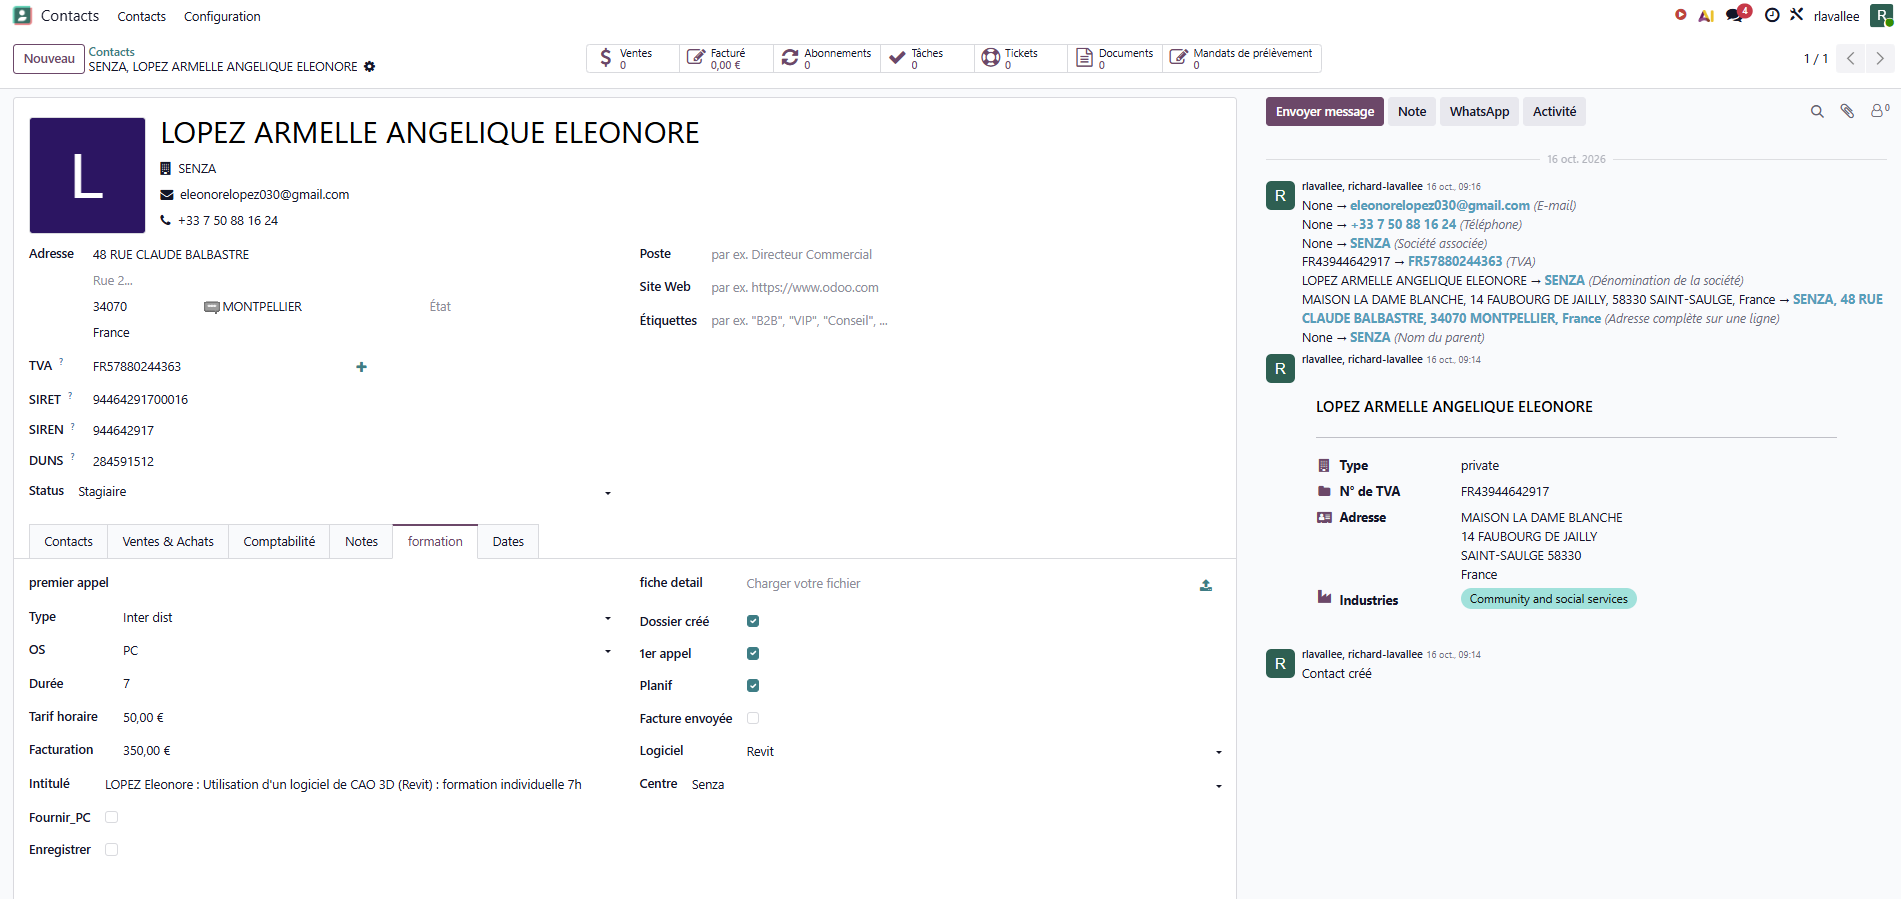 Contacts Contacts Configuration
4 rlavallee R
Nouveau
Contacts
SENZA, LOPEZ ARMELLE ANGELIQUE ELEONORE
Ventes 0
Facturé 0,00 €
Abonnements 0
Tâches 0
Tickets 0
Documents 0
Mandats de prélèvement 0
1 / 1
L
LOPEZ ARMELLE ANGELIQUE ELEONORE
SENZA
eleonorelopez030@gmail.com
+33 7 50 88 16 24
Adresse 48 RUE CLAUDE BALBASTRE
Rue 2...
34070 MONTPELLIER État
France
TVA ? FR57880244363
SIRET ? 94464291700016
SIREN ? 944642917
DUNS ? 284591512
Status Stagiaire
Poste par ex. Directeur Commercial
Site Web par ex. https://www.odoo.com
Étiquettes par ex. "B2B", "VIP", "Conseil", ...
Contacts Ventes & Achats Comptabilité Notes formation Dates
premier appel
Type Inter dist
OS PC
Durée 7
Tarif horaire 50,00 €
Facturation 350,00 €
Intitulé LOPEZ Eleonore : Utilisation d'un logiciel de CAO 3D (Revit) : formation individuelle 7h
Fournir_PC
Enregistrer
fiche detail Charger votre fichier
Dossier créé
1er appel
Planif
Facture envoyée
Logiciel Revit
Centre Senza
Envoyer message Note WhatsApp Activité 0
16 oct. 2026
R
rlavallee, richard-lavallee 16 oct., 09:16
None → eleonorelopez030@gmail.com (E-mail)
None → +33 7 50 88 16 24 (Téléphone)
None → SENZA (Société associée)
FR43944642917 → FR57880244363 (TVA)
LOPEZ ARMELLE ANGELIQUE ELEONORE → SENZA (Dénomination de la société)
MAISON LA DAME BLANCHE, 14 FAUBOURG DE JAILLY, 58330 SAINT-SAULGE, France → SENZA, 48 RUE
CLAUDE BALBASTRE, 34070 MONTPELLIER, France (Adresse complète sur une ligne)
None → SENZA (Nom du parent)
R
rlavallee, richard-lavallee 16 oct., 09:14
LOPEZ ARMELLE ANGELIQUE ELEONORE
Type private
N° de TVA FR43944642917
Adresse MAISON LA DAME BLANCHE
14 FAUBOURG DE JAILLY
SAINT-SAULGE 58330
France
Industries Community and social services
R
rlavallee, richard-lavallee 16 oct., 09:14
Contact créé